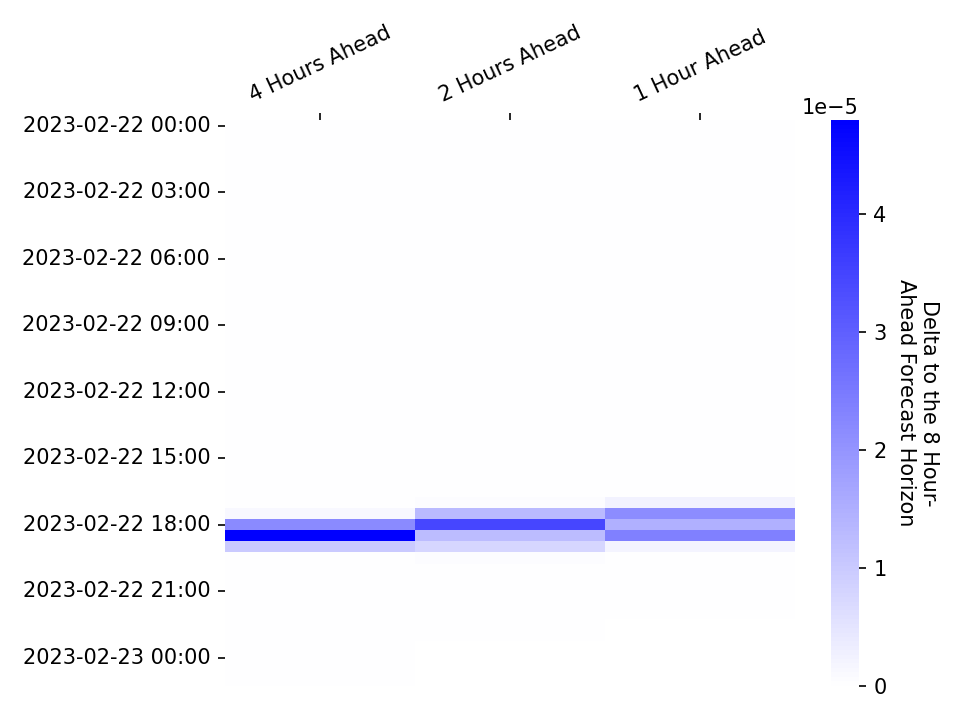 4 Hours Ahead
2 Hours Ahead
1 Hour Ahead
1e−5
2023-02-22 00:00
2023-02-22 03:00
2023-02-22 06:00
2023-02-22 09:00
2023-02-22 12:00
2023-02-22 15:00
2023-02-22 18:00
2023-02-22 21:00
2023-02-23 00:00
4
3
2
1
0
Delta to the 8 Hour-
Ahead Forecast Horizon